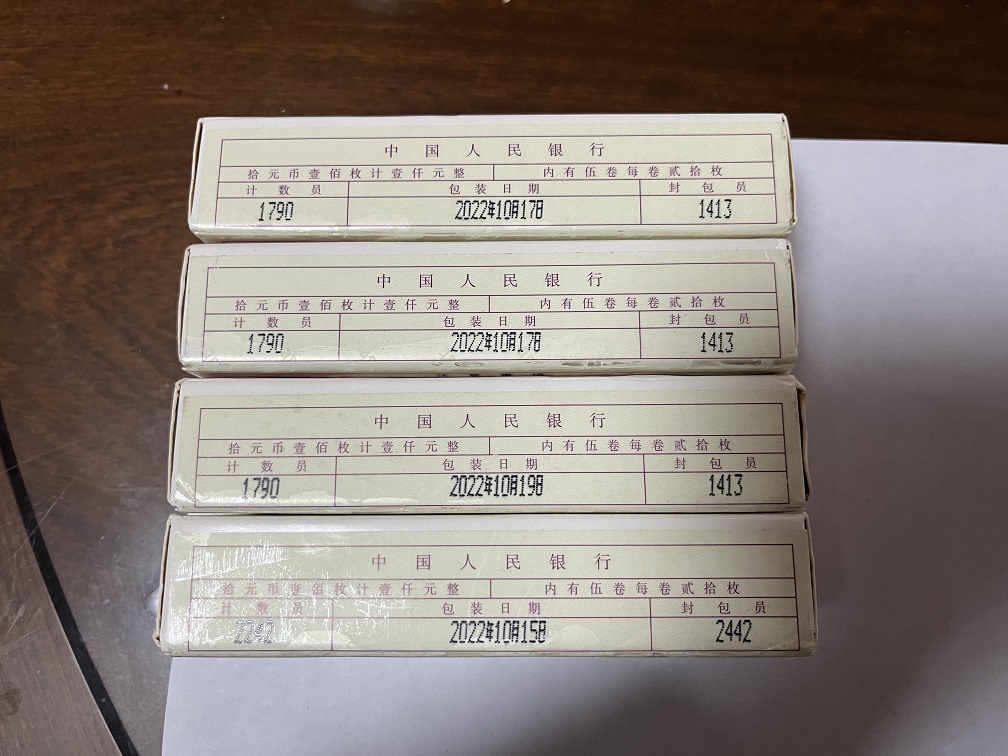 中国人民银行
拾元币壹佰枚计壹仟元整 内有伍卷每卷贰拾枚
计数员 包装日期 封包员
1790 2022年10月17日 1413
中国人民银行
拾元币壹佰枚计壹仟元整 内有伍卷每卷贰拾枚
计数员 包装日期 封包员
1790 2022年10月17日 1413
中国人民银行
拾元币壹佰枚计壹仟元整 内有伍卷每卷贰拾枚
计数员 包装日期 封包员
1790 2022年10月19日 1413
中国人民银行
拾元币壹佰枚计壹仟元整 内有伍卷每卷贰拾枚
计数员 包装日期 封包员
2022年10月15日 2442